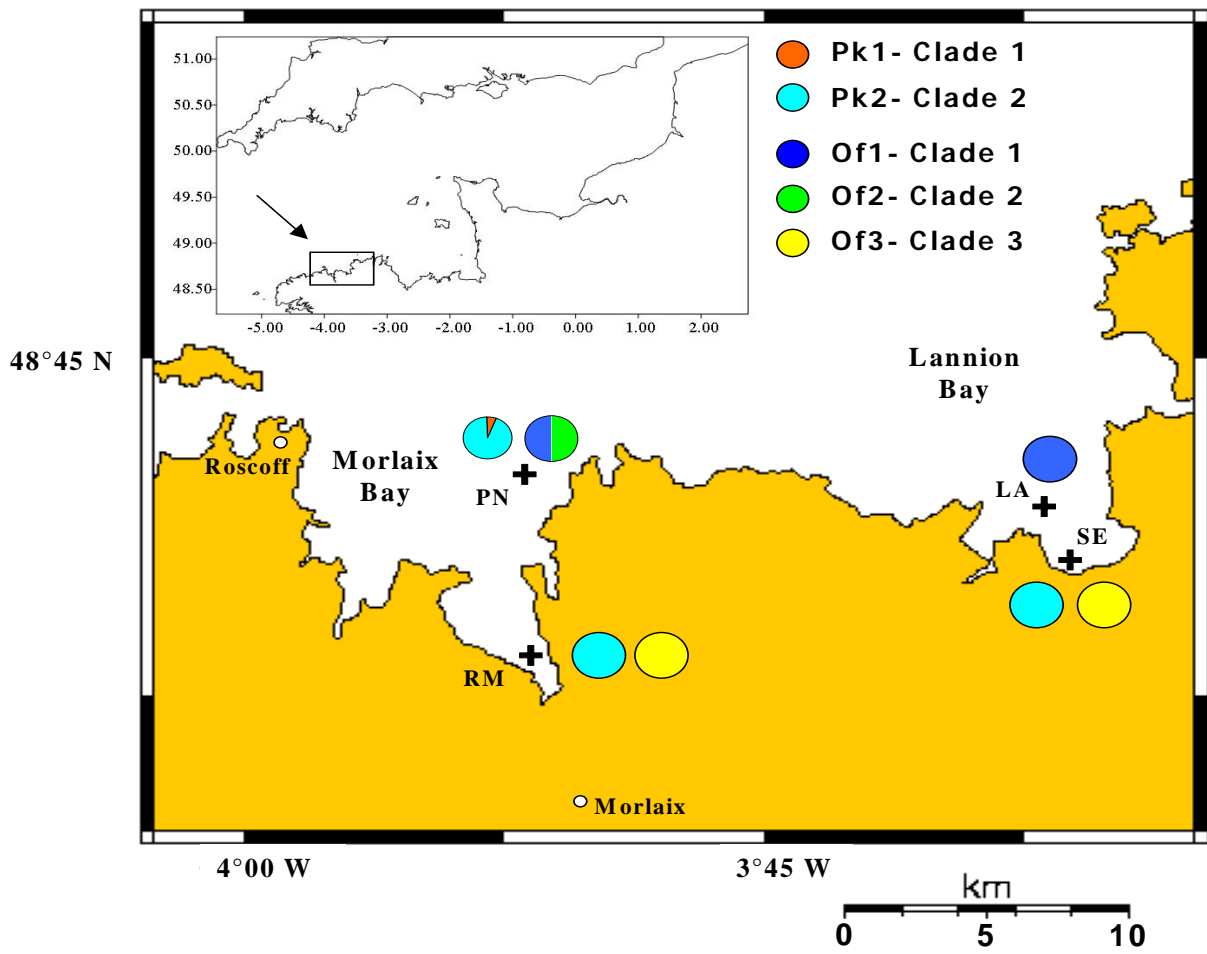 51.00
50.50
50.00
49.50
49.00
48.50
-5.00 -4.00 -3.00 -2.00 -1.00 0.00 1.00 2.00
Pk1- Clade 1
Pk2- Clade 2
Of1- Clade 1
Of2- Clade 2
Of3- Clade 3
48°45 N
Lannion
Bay
Roscoff
Morlaix
Bay
PN
LA
SE
RM
Morlaix
4°00 W
3°45 W
km
0 5 10